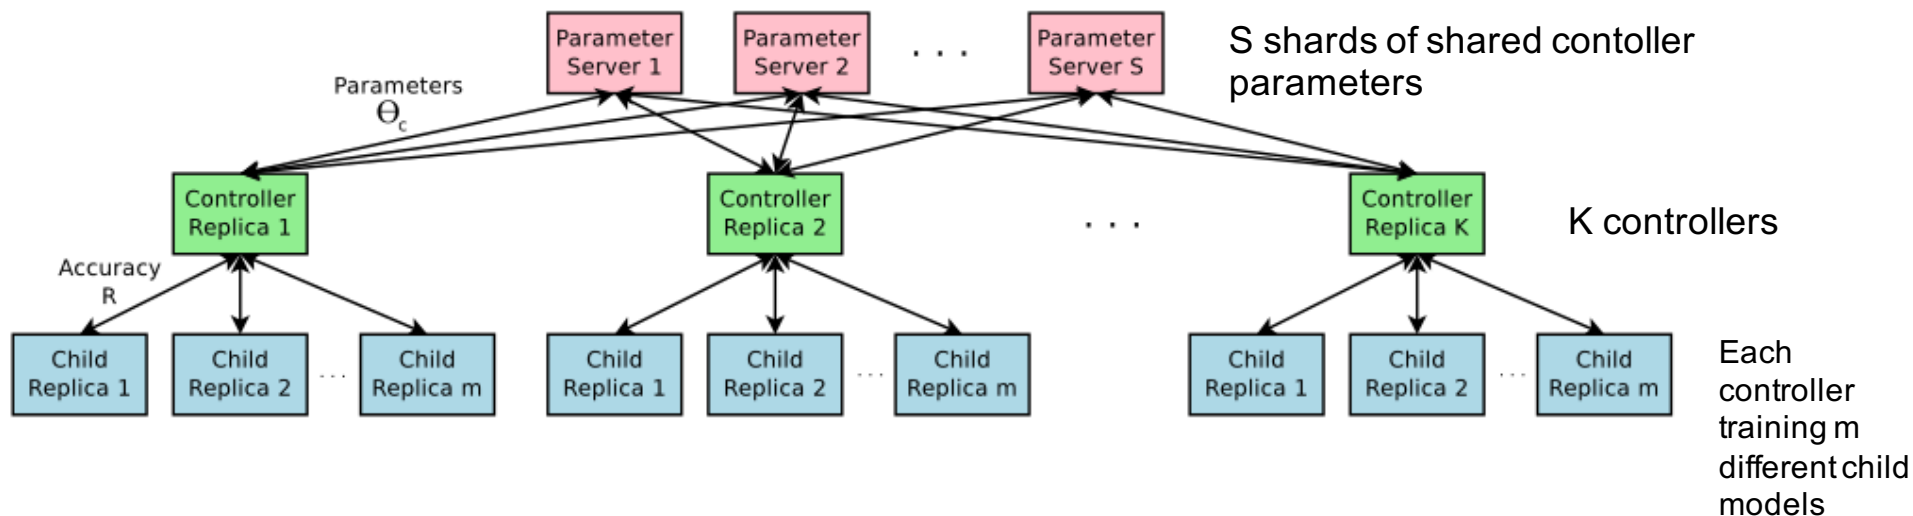 Parameter
Server 1
Parameter
Server 2
. . .
Parameter
Server S
S shards of shared contoller
parameters
Parameters
Θc
Controller
Replica 1
Controller
Replica 2
. . .
Controller
Replica K
K controllers
Accuracy
R
Child
Replica 1
Child
Replica 2
...
Child
Replica m
Child
Replica 1
Child
Replica 2
...
Child
Replica m
Child
Replica 1
Child
Replica 2
...
Child
Replica m
Each
controller
training m
different child
models